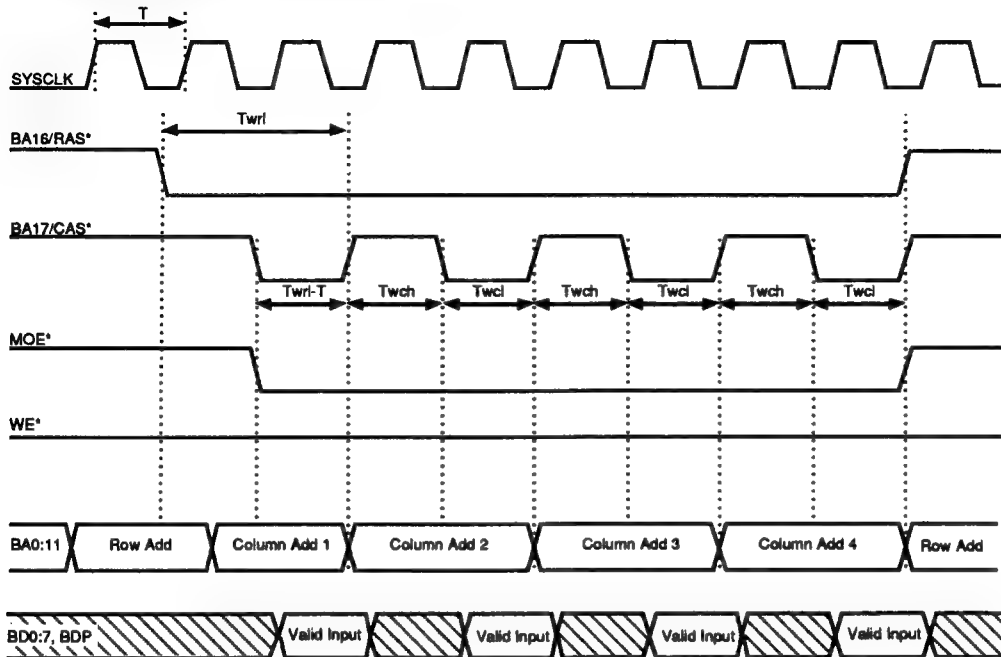 T
SYSCLK
Twrl
BA16/RAS*
BA17/CAS*
Twrl-T Twch Twcl Twch Twcl Twch Twcl
MOE*
WE*
BA0:11 Row Add Column Add 1 Column Add 2 Column Add 3 Column Add 4 Row Add
BD0:7, BDP Valid Input Valid Input Valid Input Valid Input